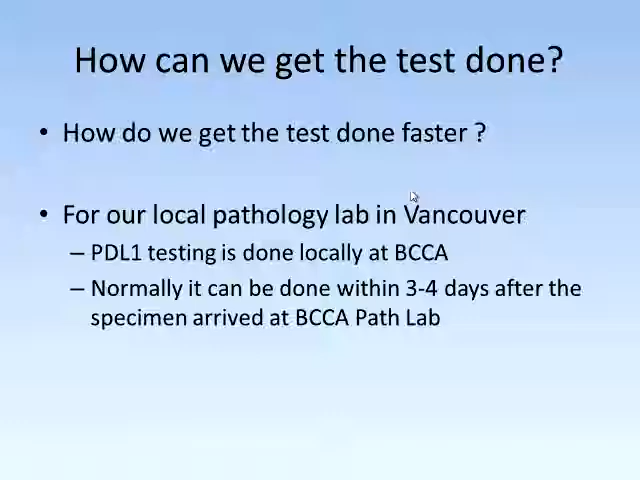 How can we get the test done?
• How do we get the test done faster ?
• For our local pathology lab in Vancouver
– PDL1 testing is done locally at BCCA
– Normally it can be done within 3-4 days after the
specimen arrived at BCCA Path Lab